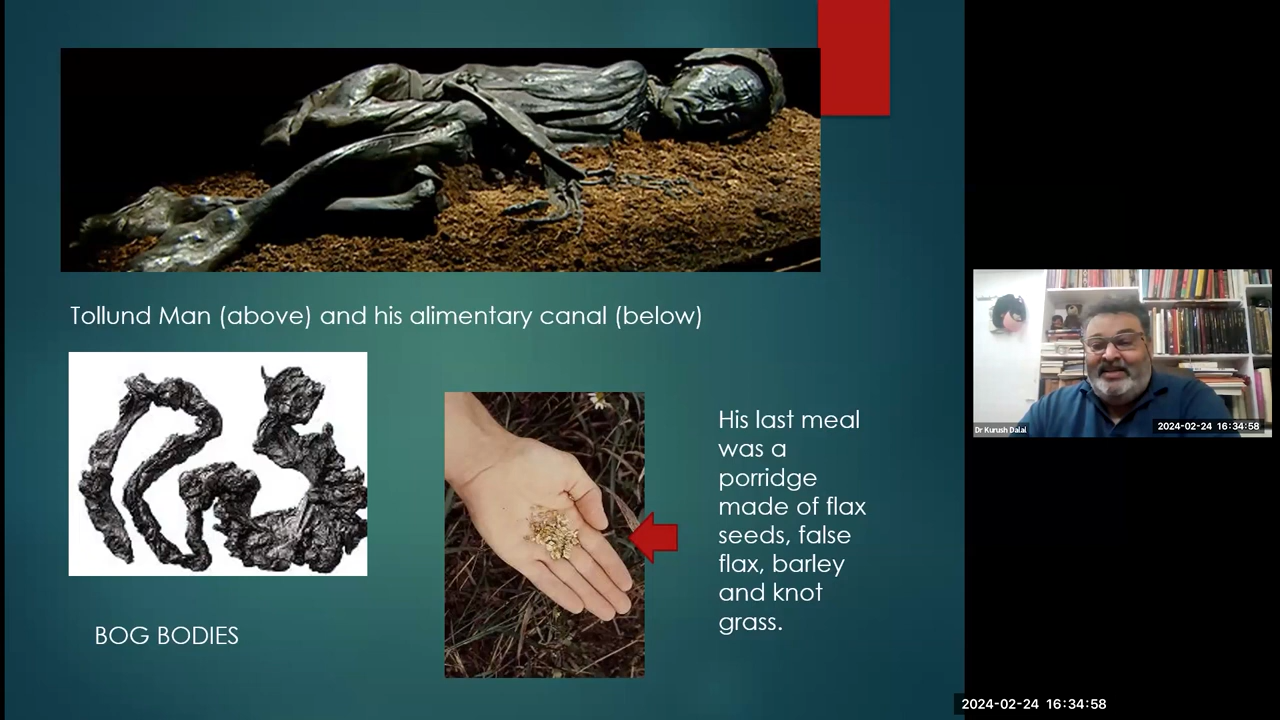 Tollund Man (above) and his alimentary canal (below)
His last meal
was a
porridge
made of flax
seeds, false
flax, barley
and knot
grass.
BOG BODIES
Dr Kurush Dalal
2024-02-24 16:34:58
2024-02-24 16:34:58